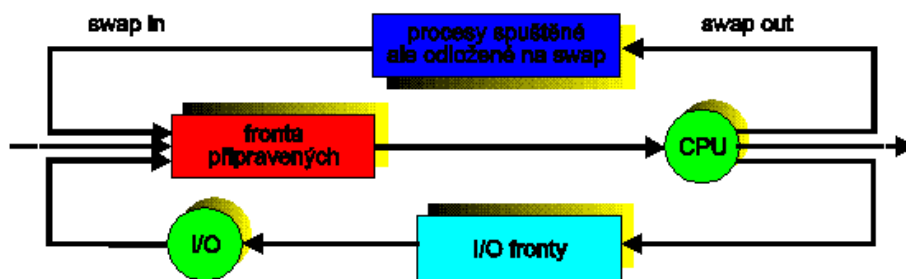 swap in
procesy spuštěné
ale odložené na swap
swap out
fronta
připravených
CPU
I/O
I/O fronty